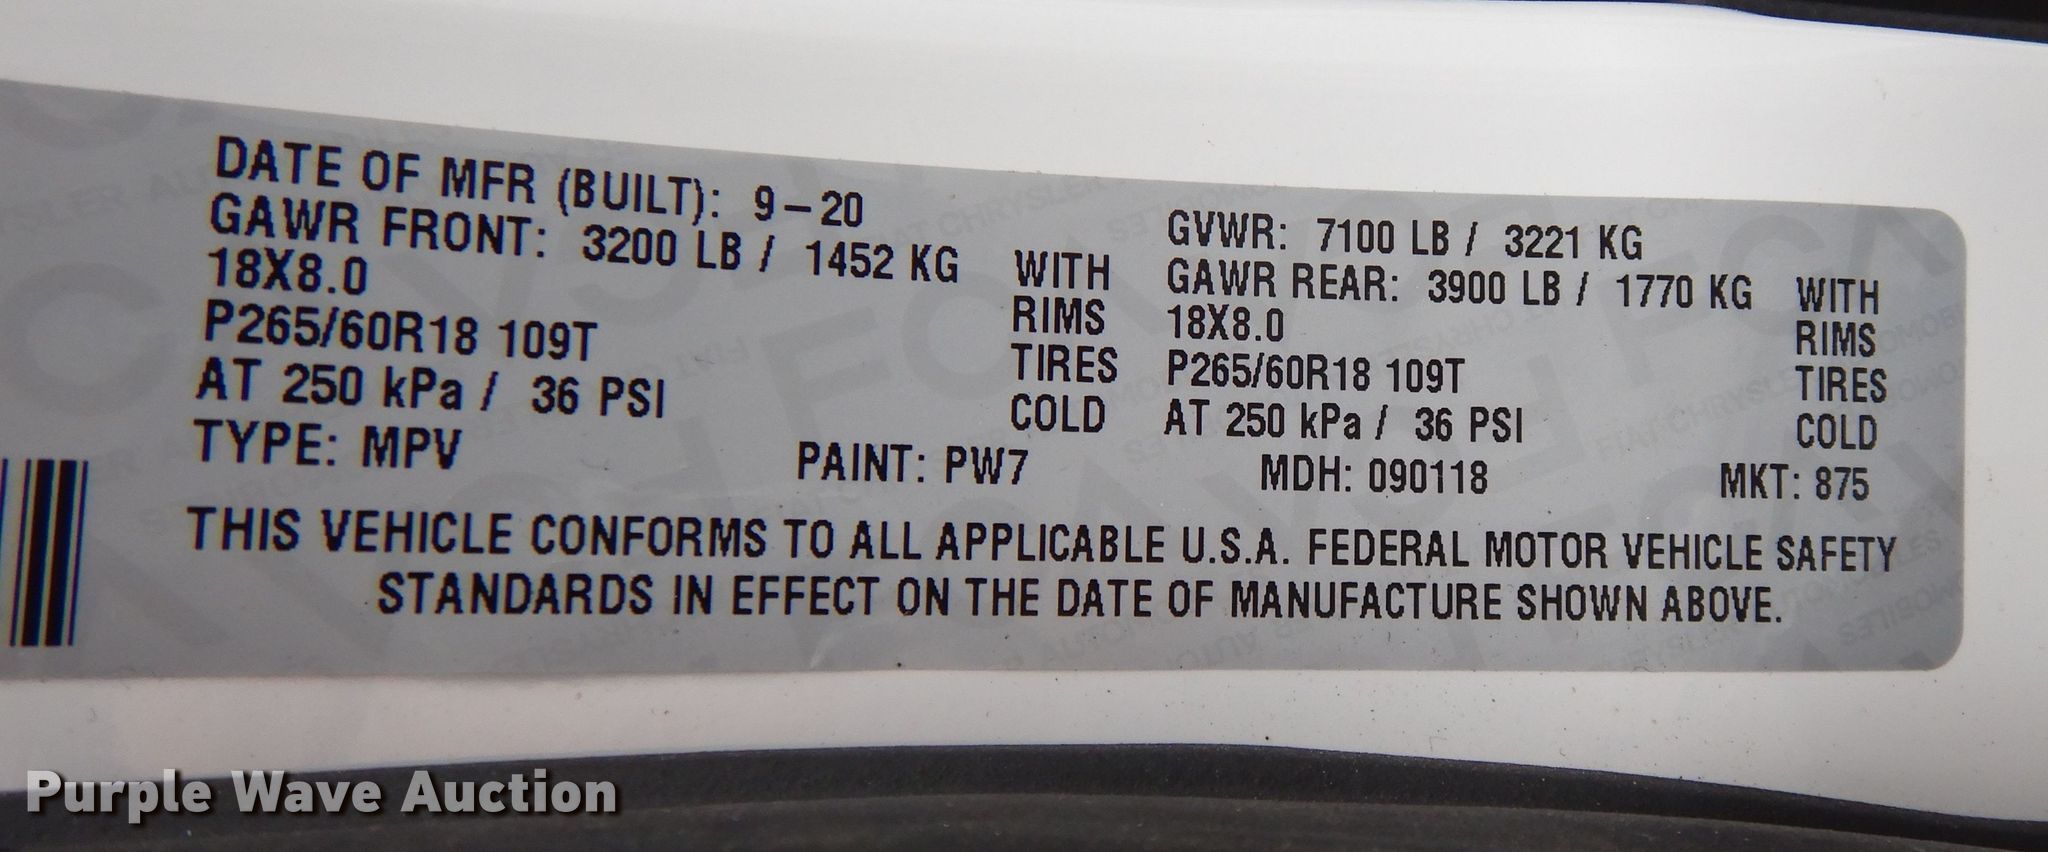 DATE OF MFR (BUILT): 9-20 GVWR: 7100 LB / 3221 KG
GAWR FRONT: 3200 LB / 1452 KG WITH GAWR REAR: 3900 LB / 1770 KG WITH
18X8.0 RIMS 18X8.0 RIMS
P265/60R18 109T TIRES P265/60R18 109T TIRES
AT 250 kPa / 36 PSI COLD AT 250 kPa / 36 PSI COLD
TYPE: MPV PAINT: PW7 MDH: 090118 MKT: 875
THIS VEHICLE CONFORMS TO ALL APPLICABLE U.S.A. FEDERAL MOTOR VEHICLE SAFETY
STANDARDS IN EFFECT ON THE DATE OF MANUFACTURE SHOWN ABOVE.
Purple Wave Auction